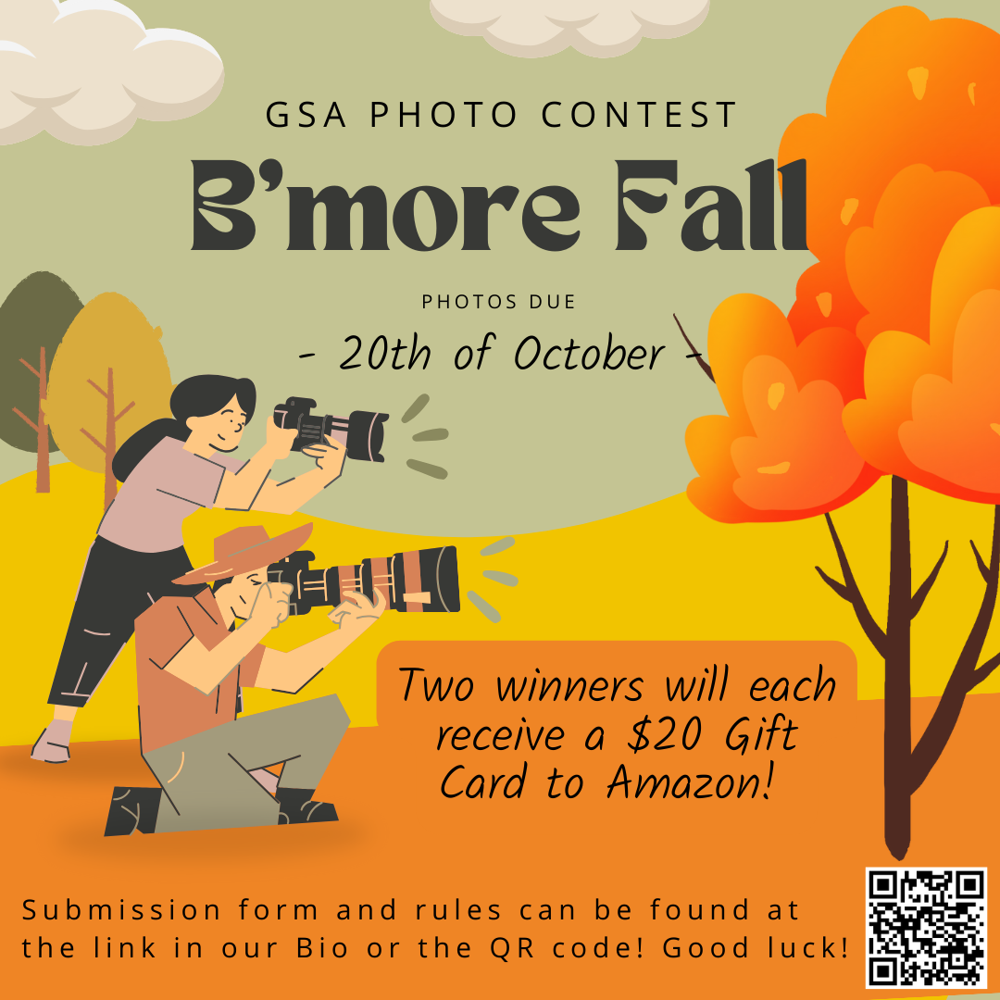 GSA PHOTO CONTEST
B'more Fall
PHOTOS DUE
- 20th of October -
Two winners will each
receive a $20 Gift
Card to Amazon!
Submission form and rules can be found at
the link in our Bio or the QR code! Good luck!